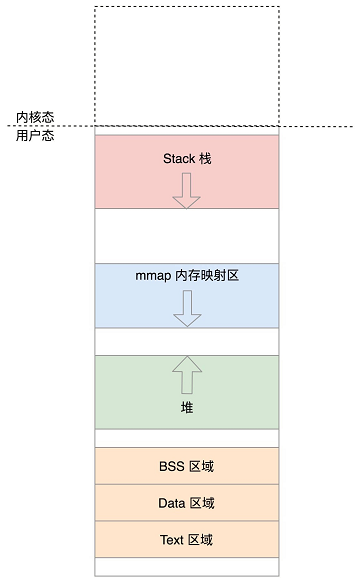 内核态
用户态
Stack 栈
mmap 内存映射区
堆
BSS 区域
Data 区域
Text 区域